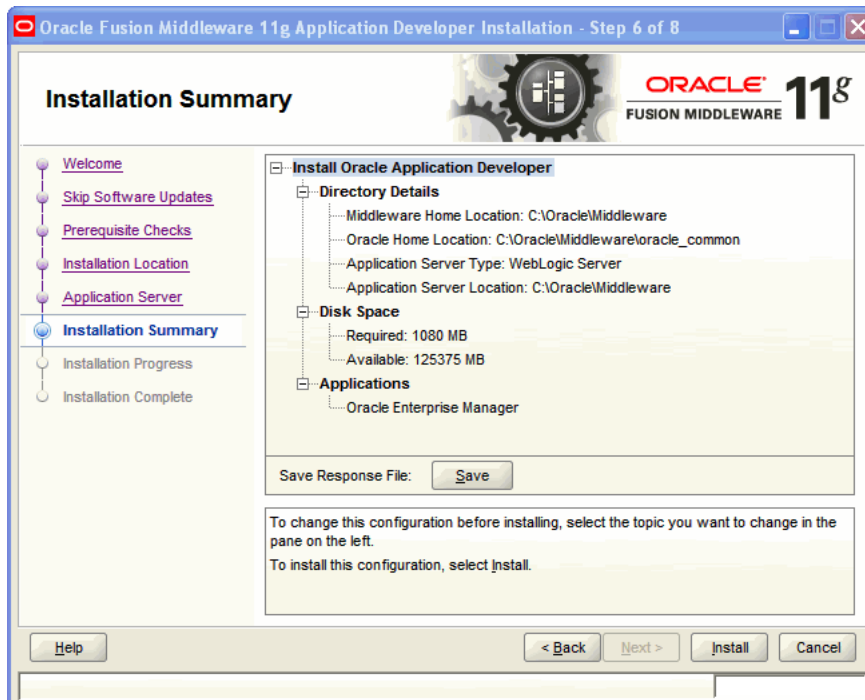 Oracle Fusion Middleware 11g Application Developer Installation - Step 6 of 8
Installation Summary
ORACLE
FUSION MIDDLEWARE
11g
Welcome
Skip Software Updates
Prerequisite Checks
Installation Location
Application Server
Installation Summary
Installation Progress
Installation Complete
Install Oracle Application Developer
Directory Details
Middleware Home Location: C:\Oracle\Middleware
Oracle Home Location: C:\Oracle\Middleware\oracle_common
Application Server Type: WebLogic Server
Application Server Location: C:\Oracle\Middleware
Disk Space
Required: 1080 MB
Available: 125375 MB
Applications
Oracle Enterprise Manager
Save Response File: Save
To change this configuration before installing, select the topic you want to change in the
pane on the left.
To install this configuration, select Install.
Help < Back Next > Install Cancel